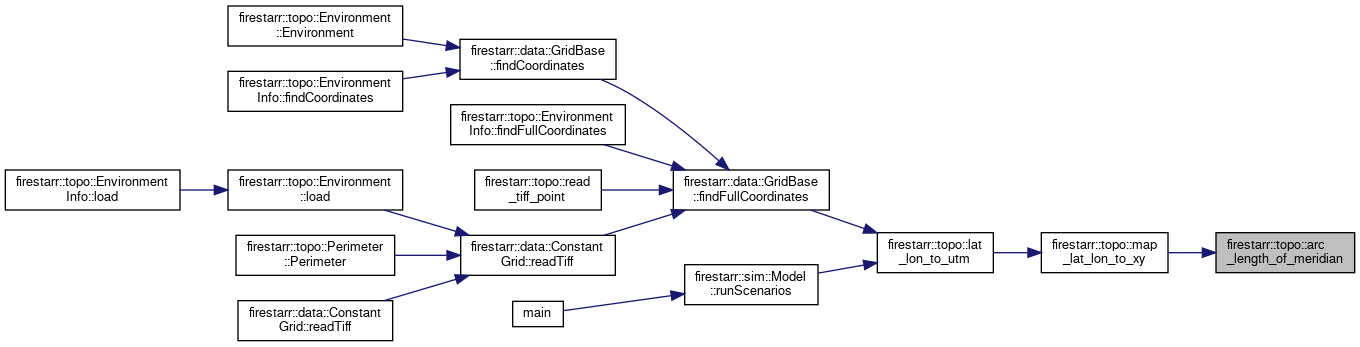 firestarr::topo::Environment
::Environment
firestarr::data::GridBase
::findCoordinates
firestarr::topo::Environment
Info::findCoordinates
firestarr::topo::Environment
Info::findFullCoordinates
firestarr::topo::Environment
Info::load
firestarr::topo::Environment
::load
firestarr::topo::read
_tiff_point
firestarr::data::GridBase
::findFullCoordinates
firestarr::topo::Perimeter
::Perimeter
firestarr::data::Constant
Grid::readTiff
firestarr::topo::lat
_lon_to_utm
firestarr::topo::map
_lat_lon_to_xy
firestarr::topo::arc
_length_of_meridian
firestarr::sim::Model
::runScenarios
firestarr::data::Constant
Grid::readTiff
main